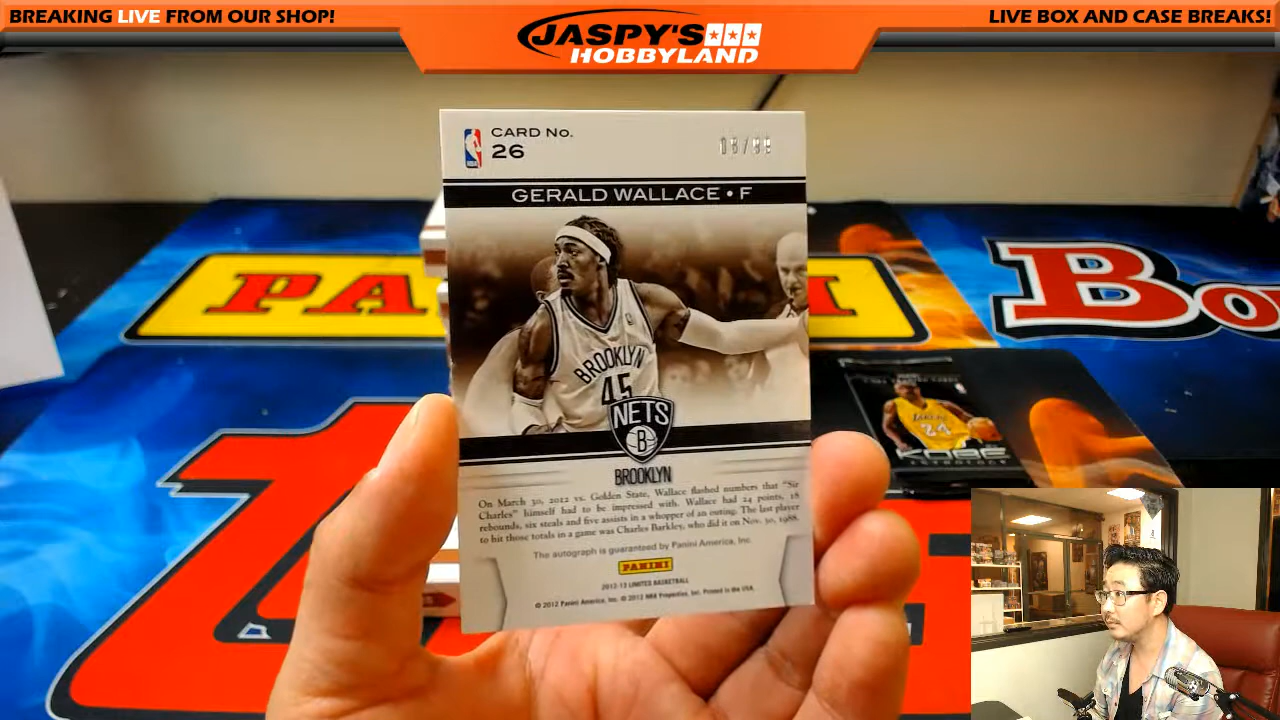 BREAKING LIVE FROM OUR SHOP!
JASPY'S
HOBBYLAND
LIVE BOX AND CASE BREAKS!
CARD No.
26
GERALD WALLACE • F
BROOKLYN
45
NETS
B
BROOKLYN
On March 30, 2012 vs. Golden State, Wallace flashed numbers that "Sir
Charles" himself had to be impressed with. Wallace had 24 points, 18
rebounds, six steals and five assists in a whopper of an outing. The last player
to hit those totals in a game was Charles Barkley, who did it on Nov. 30, 1988.
The autograph is guaranteed by Panini America, Inc.
PANINI
2012-13 LIMITED BASKETBALL
© 2012 Panini America, Inc. © 2012 NBA Properties, Inc. Printed in the USA.
PA
I
Bo
Lakers
24
KOBE
ANTHOLOGY